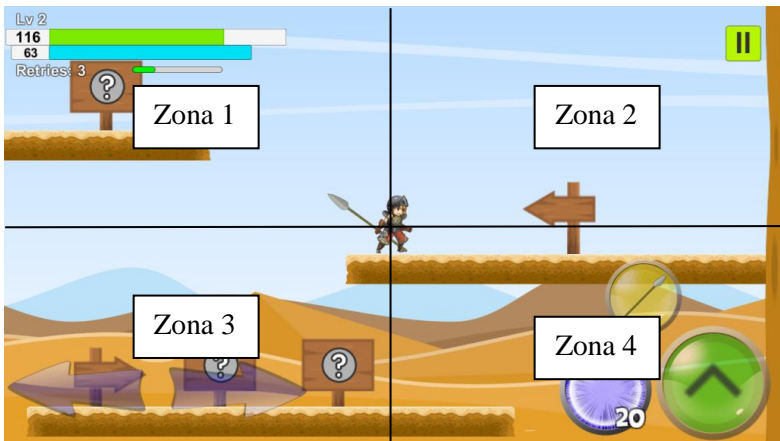 Lv 2
116
63
Retries: 3
?
Zona 1
Zona 2
Zona 3
?
?
Zona 4
20